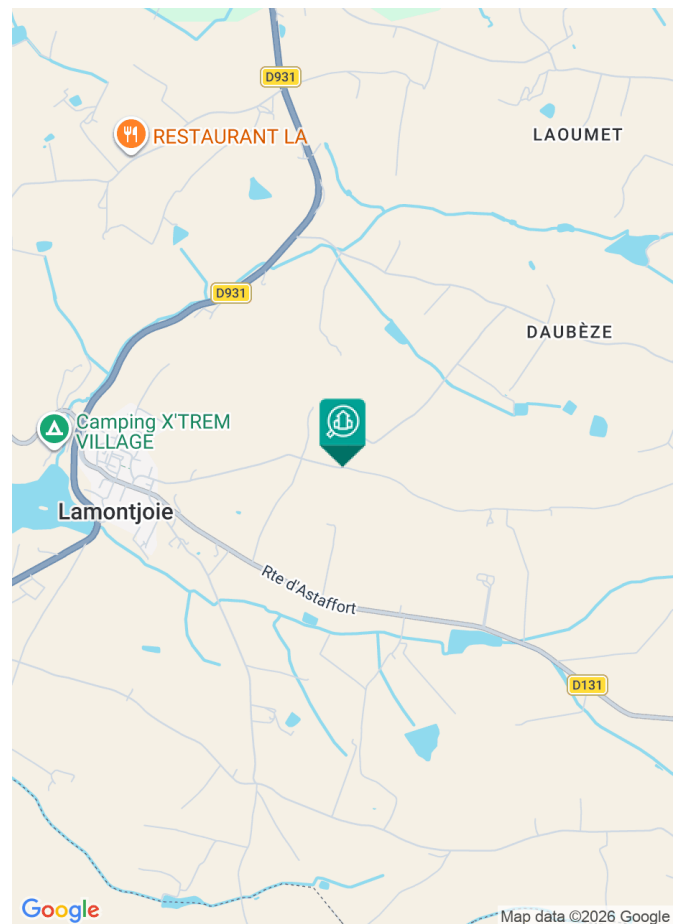 D931
RESTAURANT LA
LAOUMET
D931
DAUBÈZE
Camping X'TREM
VILLAGE
Lamontjoie
Rte d'Astaffort
D131
Google
Map data ©2026 Google